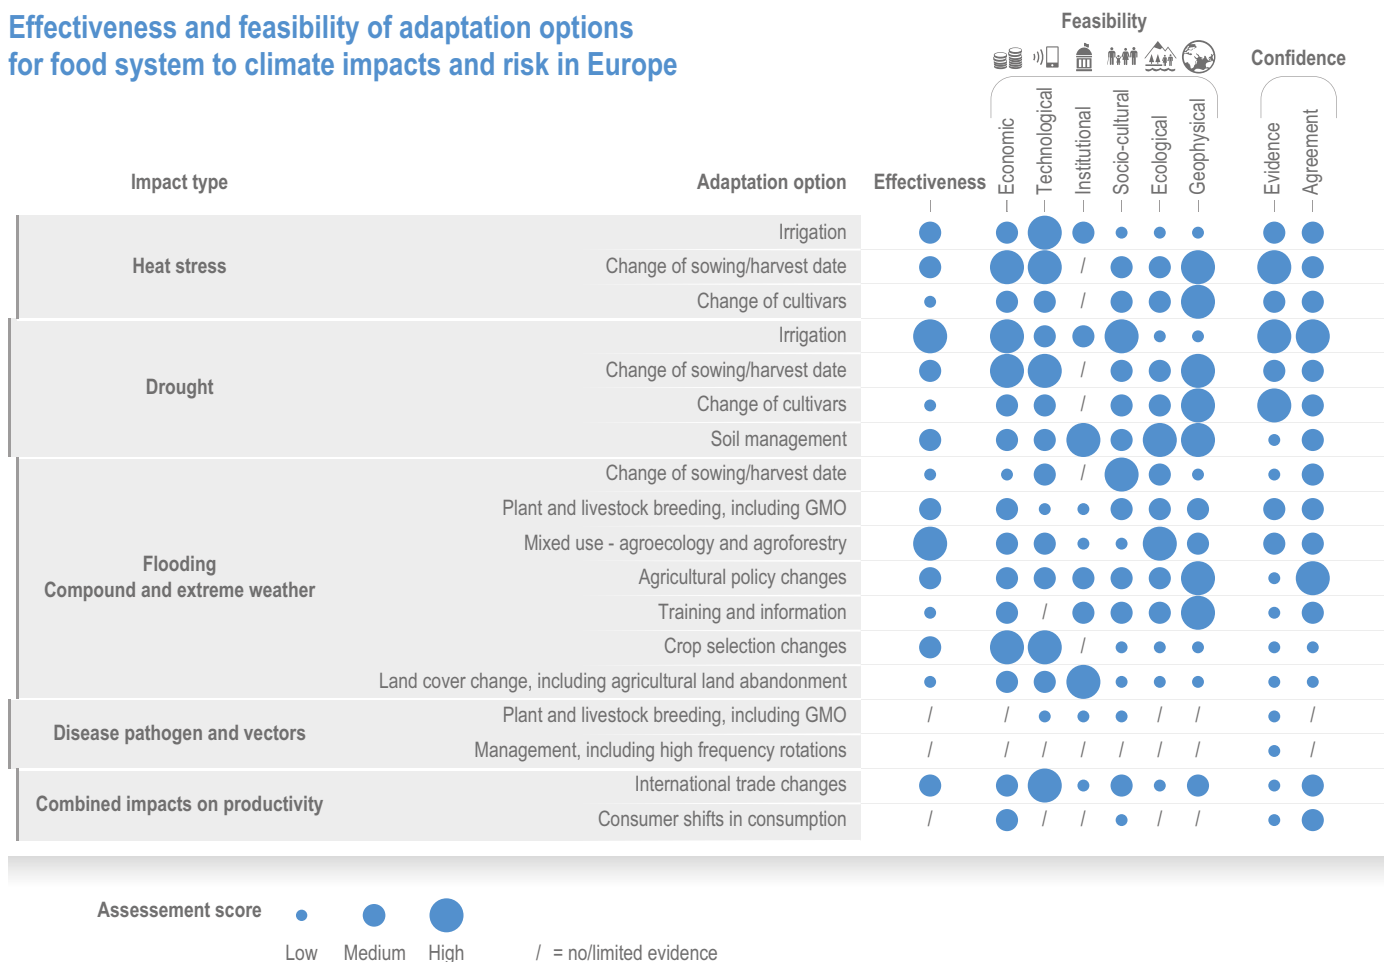 Effectiveness and feasibility of adaptation options
for food system to climate impacts and risk in Europe
Feasibility
Confidence
Impact type
Adaptation option
Effectiveness
Economic
Technological
Institutional
Socio-cultural
Ecological
Geophysical
Evidence
Agreement
Heat stress
Irrigation
Change of sowing/harvest date /
Change of cultivars /
Drought
Irrigation
Change of sowing/harvest date /
Change of cultivars /
Soil management
Flooding
Compound and extreme weather
Change of sowing/harvest date /
Plant and livestock breeding, including GMO
Mixed use - agroecology and agroforestry
Agricultural policy changes
Training and information /
Crop selection changes /
Land cover change, including agricultural land abandonment
Disease pathogen and vectors
Plant and livestock breeding, including GMO / / / / /
Management, including high frequency rotations / / / / / / / /
Combined impacts on productivity
International trade changes
Consumer shifts in consumption / / / / /
Assessement score
Low Medium High / = no/limited evidence